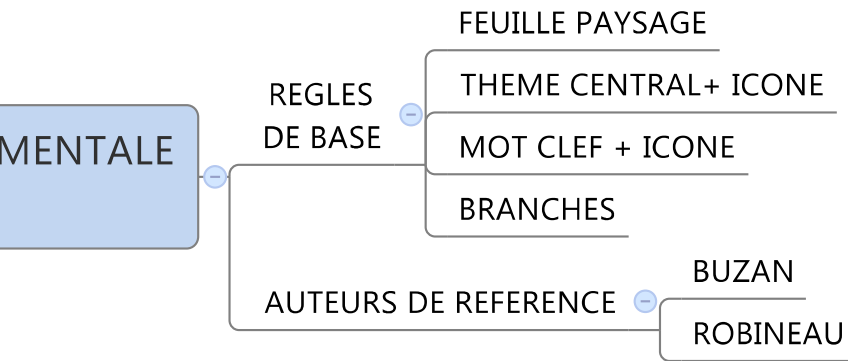 MENTALE
REGLES
DE BASE
FEUILLE PAYSAGE
THEME CENTRAL+ ICONE
MOT CLEF + ICONE
BRANCHES
AUTEURS DE REFERENCE
BUZAN
ROBINEAU